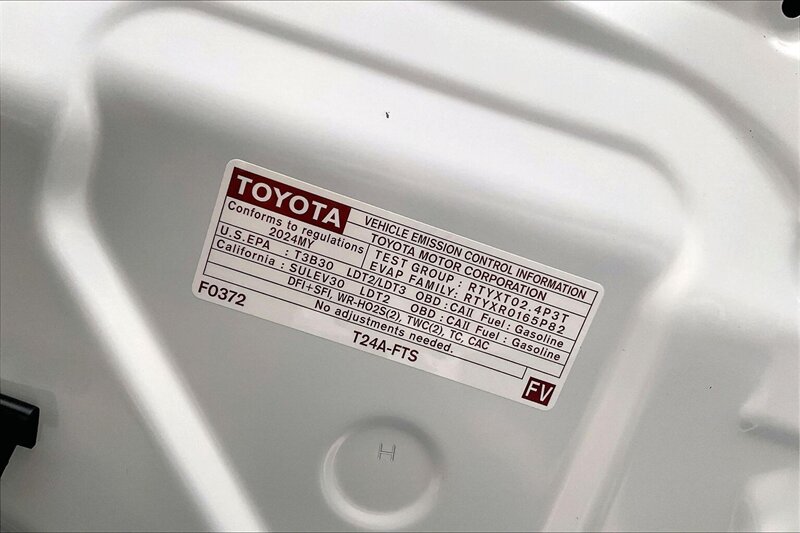 TOYOTA
VEHICLE EMISSION CONTROL INFORMATION
Conforms to regulations
2024MY
TOYOTA MOTOR CORPORATION
TEST GROUP : RTYXT02.4P3T
EVAP FAMILY: RTYXR0165P82
U.S.EPA : T3B30 LDT2/LDT3 OBD :CAII Fuel : Gasoline
California : SULEV30 LDT2 OBD :CAII Fuel : Gasoline
DFI+SFI, WR-HO2S(2), TWC(2), TC, CAC
No adjustments needed.
F0372
T24A-FTS
FV
H